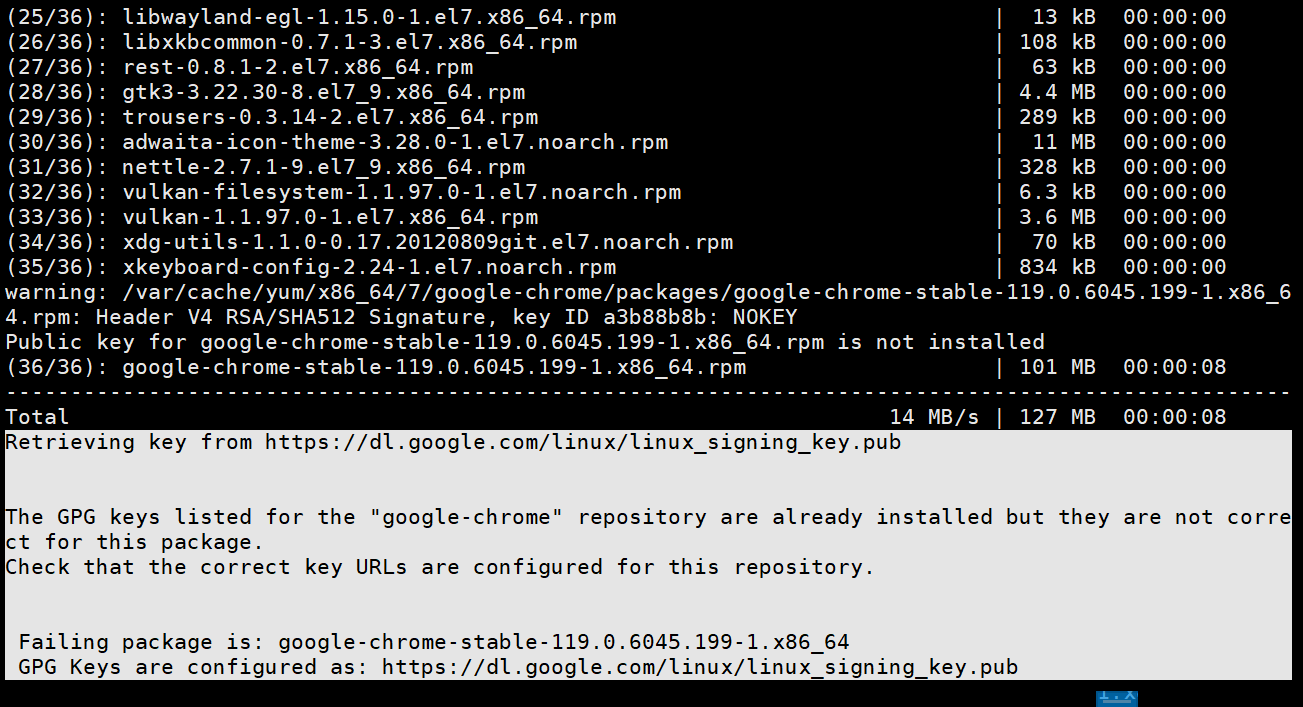 (25/36): libwayland-egl-1.15.0-1.el7.x86_64.rpm | 13 kB 00:00:00
(26/36): libxkbcommon-0.7.1-3.el7.x86_64.rpm | 108 kB 00:00:00
(27/36): rest-0.8.1-2.el7.x86_64.rpm | 63 kB 00:00:00
(28/36): gtk3-3.22.30-8.el7_9.x86_64.rpm | 4.4 MB 00:00:00
(29/36): trousers-0.3.14-2.el7.x86_64.rpm | 289 kB 00:00:00
(30/36): adwaita-icon-theme-3.28.0-1.el7.noarch.rpm | 11 MB 00:00:00
(31/36): nettle-2.7.1-9.el7_9.x86_64.rpm | 328 kB 00:00:00
(32/36): vulkan-filesystem-1.1.97.0-1.el7.noarch.rpm | 6.3 kB 00:00:00
(33/36): vulkan-1.1.97.0-1.el7.x86_64.rpm | 3.6 MB 00:00:00
(34/36): xdg-utils-1.1.0-0.17.20120809git.el7.noarch.rpm | 70 kB 00:00:00
(35/36): xkeyboard-config-2.24-1.el7.noarch.rpm | 834 kB 00:00:00
warning: /var/cache/yum/x86_64/7/google-chrome/packages/google-chrome-stable-119.0.6045.199-1.x86_6
4.rpm: Header V4 RSA/SHA512 Signature, key ID a3b88b8b: NOKEY
Public key for google-chrome-stable-119.0.6045.199-1.x86_64.rpm is not installed
(36/36): google-chrome-stable-119.0.6045.199-1.x86_64.rpm | 101 MB 00:00:08
---------------------------------------------------------------------------------------------------
Total 14 MB/s | 127 MB 00:00:08
Retrieving key from https://dl.google.com/linux/linux_signing_key.pub
The GPG keys listed for the "google-chrome" repository are already installed but they are not corre
ct for this package.
Check that the correct key URLs are configured for this repository.
Failing package is: google-chrome-stable-119.0.6045.199-1.x86_64
GPG Keys are configured as: https://dl.google.com/linux/linux_signing_key.pub